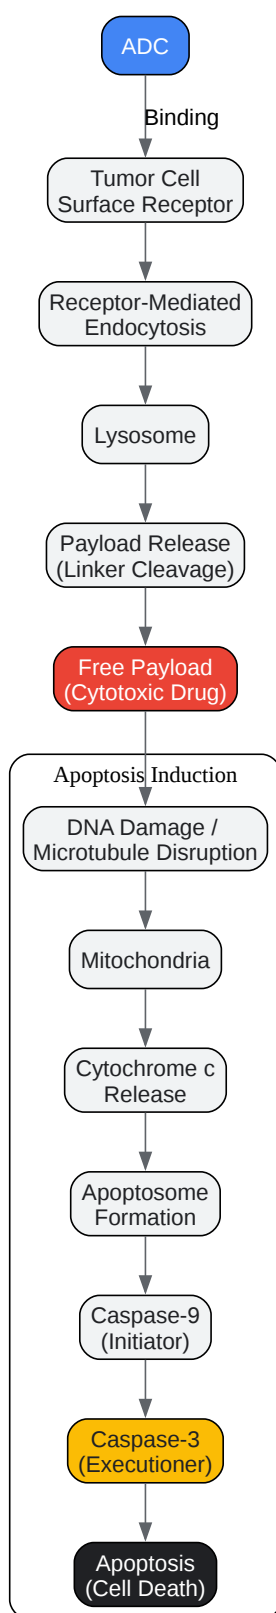 ADC
Binding
Tumor Cell
Surface Receptor
Receptor-Mediated
Endocytosis
Lysosome
Payload Release
(Linker Cleavage)
Free Payload
(Cytotoxic Drug)
Apoptosis Induction
DNA Damage /
Microtubule Disruption
Mitochondria
Cytochrome c
Release
Apoptosome
Formation
Caspase-9
(Initiator)
Caspase-3
(Executioner)
Apoptosis
(Cell Death)